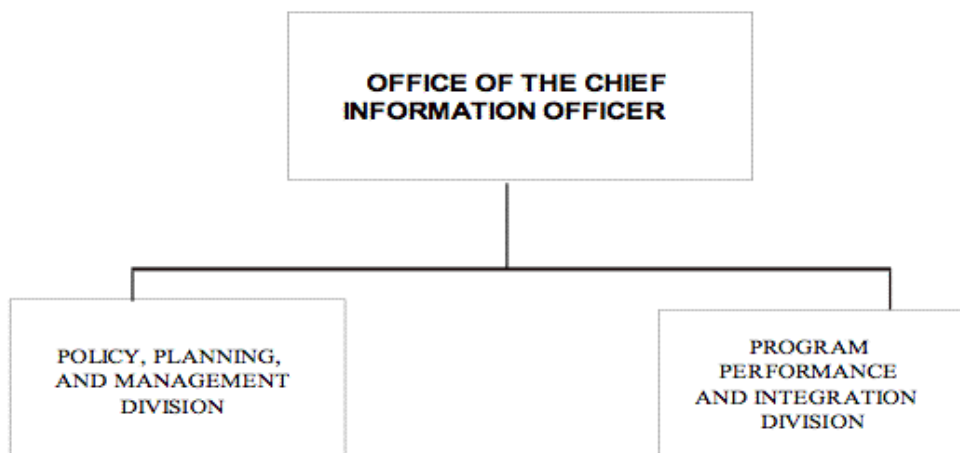 OFFICE OF THE CHIEF
INFORMATION OFFICER
POLICY, PLANNING,
AND MANAGEMENT
DIVISION
PROGRAM
PERFORMANCE
AND INTEGRATION
DIVISION